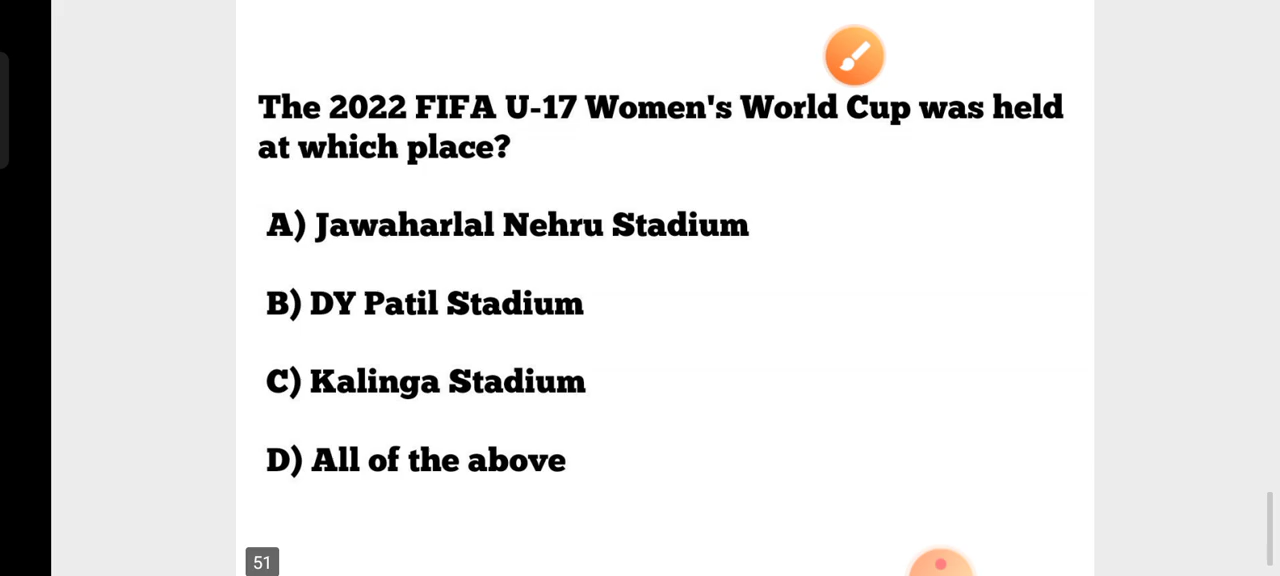 The 2022 FIFA U-17 Women's World Cup was held
at which place?
A) Jawaharlal Nehru Stadium
B) DY Patil Stadium
C) Kalinga Stadium
D) All of the above
51